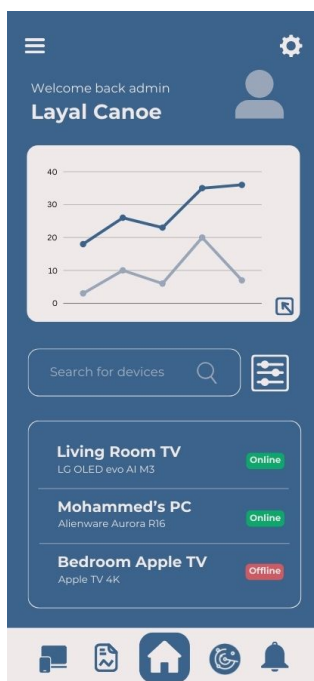 Welcome back admin
Layal Canoe
40
30
20
10
0
Search for devices
Living Room TV
LG OLED evo AI M3
Online
Mohammed's PC
Alienware Aurora R16
Online
Bedroom Apple TV
Apple TV 4K
Offline